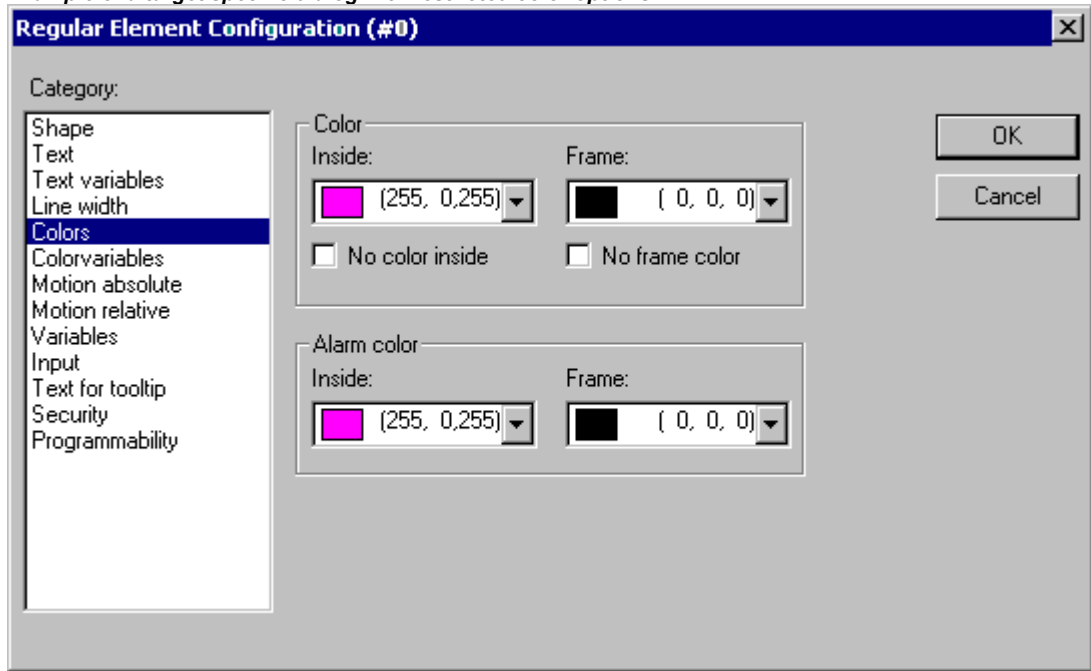 Regular Element Configuration (#0)
Category:
Shape
Text
Text variables
Line width
Colors
Colorvariables
Motion absolute
Motion relative
Variables
Input
Text for tooltip
Security
Programmability
Color
Inside: Frame:
(255, 0,255) ( 0, 0, 0)
No color inside No frame color
Alarm color
Inside: Frame:
(255, 0,255) ( 0, 0, 0)
OK
Cancel